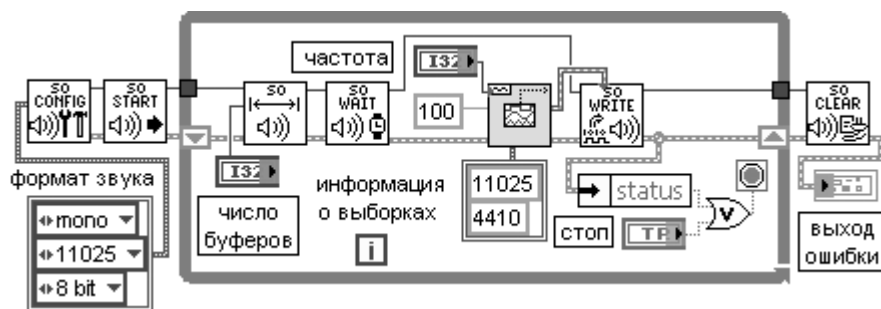 SO CONFIG
SO START
SO
SO WAIT
частота
I32
100
11025
4410
SO WRITE
SO CLEAR
формат звука
mono
11025
8 bit
I32
число
буферов
информация
о выборках
i
status
стоп
TF
V
выход
ошибки